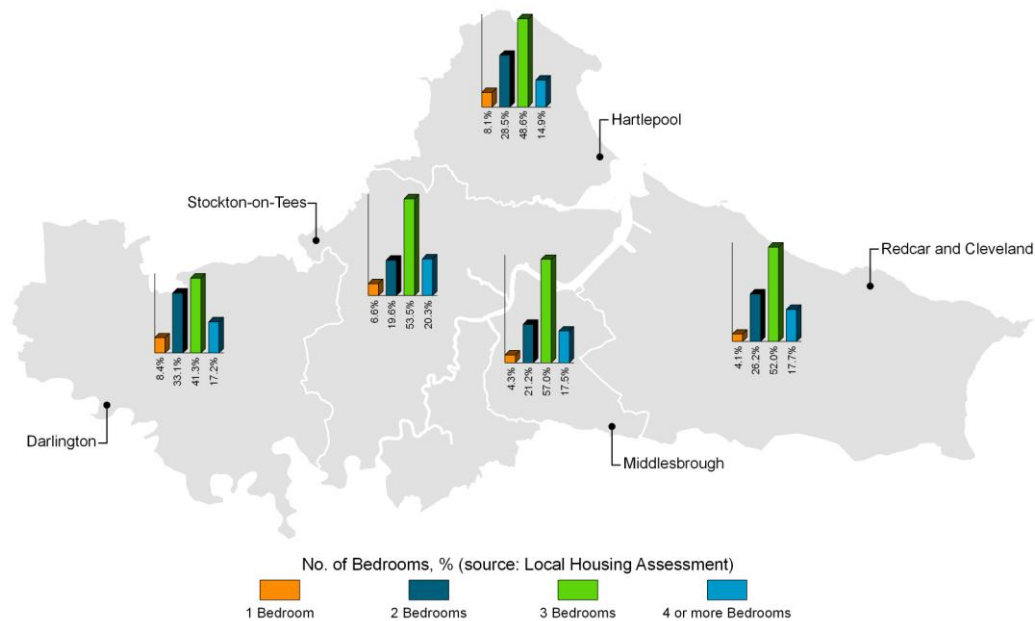 8.1%
28.5%
48.6%
14.9%
Hartlepool
Stockton-on-Tees
6.6%
19.6%
53.5%
20.3%
Redcar and Cleveland
4.1%
26.2%
52.0%
17.7%
8.4%
33.1%
41.3%
17.2%
4.3%
21.2%
57.0%
17.5%
Darlington
Middlesbrough
No. of Bedrooms, % (source: Local Housing Assessment)
1 Bedroom
2 Bedrooms
3 Bedrooms
4 or more Bedrooms